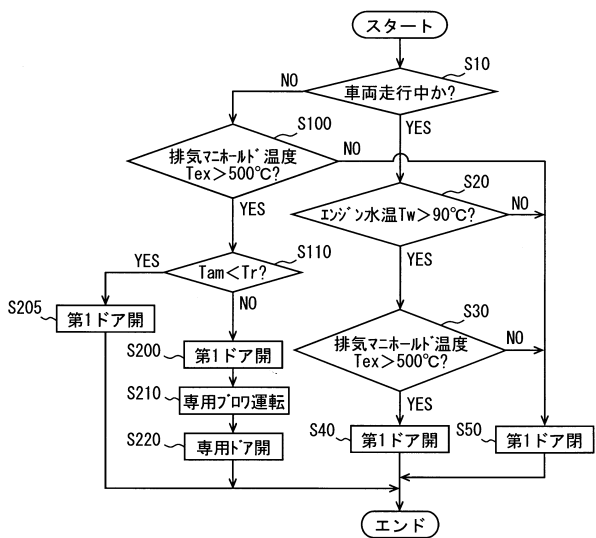 スタート
S10
車両走行中か?
NO
YES
S100
排気ﾏﾆﾎｰﾙﾄﾞ温度
Tex>500℃?
NO
YES
S20
ｴﾝｼﾞﾝ水温Tw>90℃?
NO
YES
S110
Tam<Tr?
YES
NO
S205
第1ドア開
S200
第1ドア開
S210
専用ﾌﾞﾛﾜ運転
S220
専用ﾄﾞｱ開
S30
排気ﾏﾆﾎｰﾙﾄﾞ温度
Tex>500℃?
NO
YES
S40
第1ドア開
S50
第1ドア閉
エンド